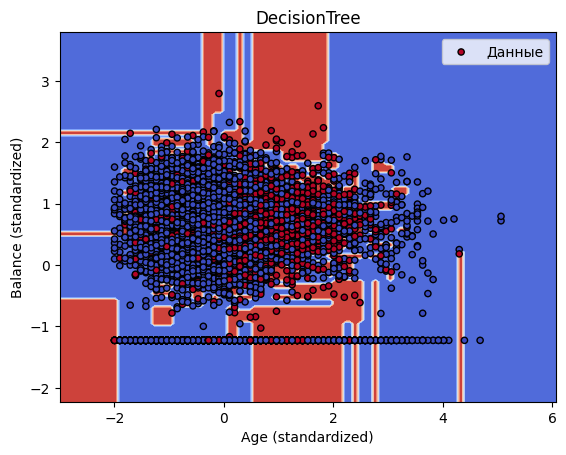 DecisionTree
Данные
Balance (standardized)
3
2
1
0
−1
−2
−2
0
2
4
6
Age (standardized)